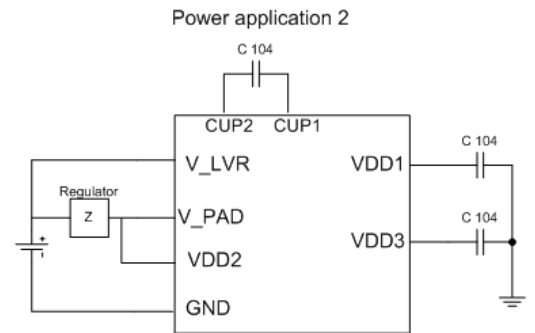 Power application 2
C 104
CUP2 CUP1
V_LVR VDD1
C 104
Regulator
Z
V_PAD
C 104
VDD3
VDD2
+
-
GND